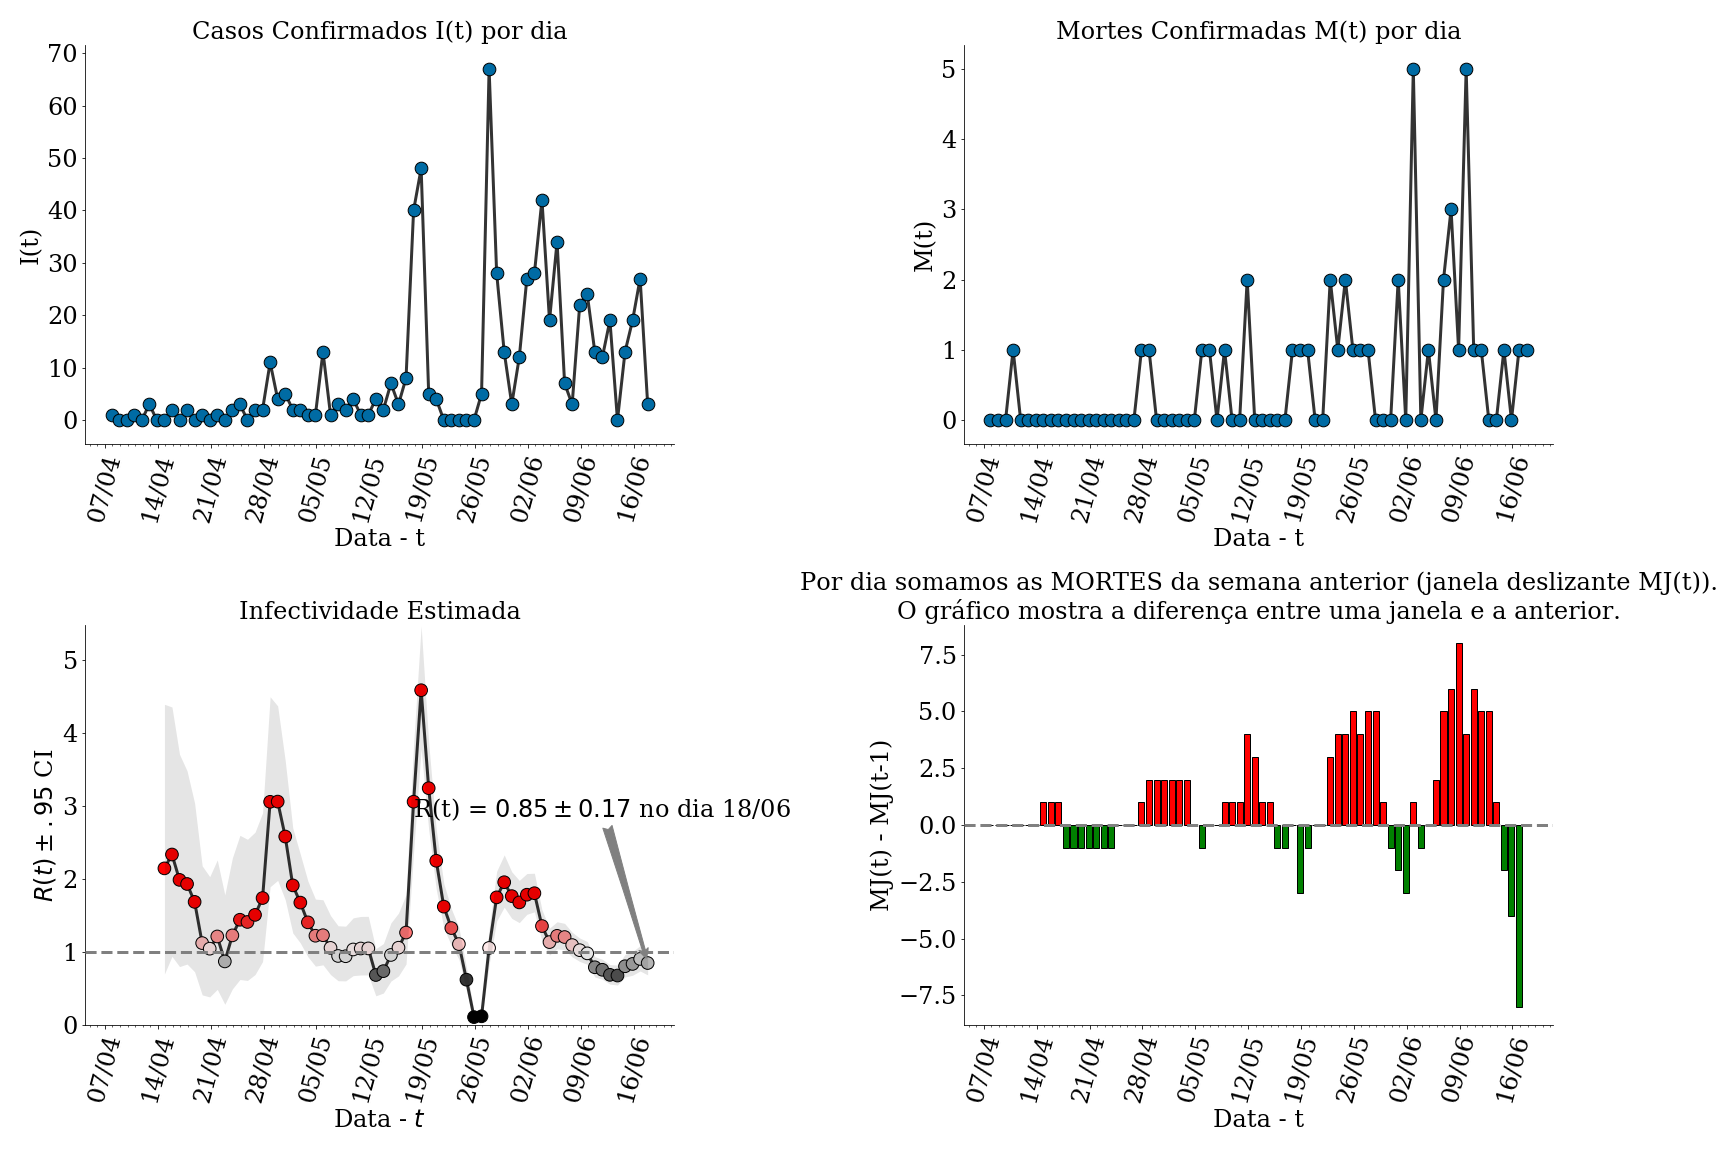 Casos Confirmados I(t) por dia
70
60
50
40
30
20
10
0
I(t)
07/04 14/04 21/04 28/04 05/05 12/05 19/05 26/05 02/06 09/06 16/06
Data - t
Mortes Confirmadas M(t) por dia
5
4
3
2
1
0
M(t)
07/04 14/04 21/04 28/04 05/05 12/05 19/05 26/05 02/06 09/06 16/06
Data - t
Infectividade Estimada
5
4
3
2
1
0
R(t) ± .95 CI
R(t) = 0.85 ± 0.17 no dia 18/06
07/04 14/04 21/04 28/04 05/05 12/05 19/05 26/05 02/06 09/06 16/06
Data - t
Por dia somamos as MORTES da semana anterior (janela deslizante MJ(t)).
O gráfico mostra a diferença entre uma janela e a anterior.
7.5
5.0
2.5
0.0
−2.5
−5.0
−7.5
MJ(t) - MJ(t-1)
07/04 14/04 21/04 28/04 05/05 12/05 19/05 26/05 02/06 09/06 16/06
Data - t